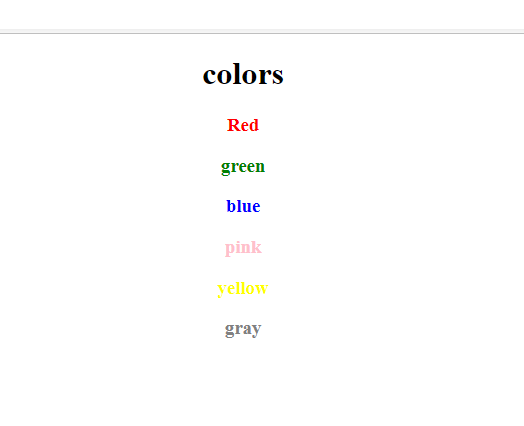 colors
Red
green
blue
pink
yellow
gray